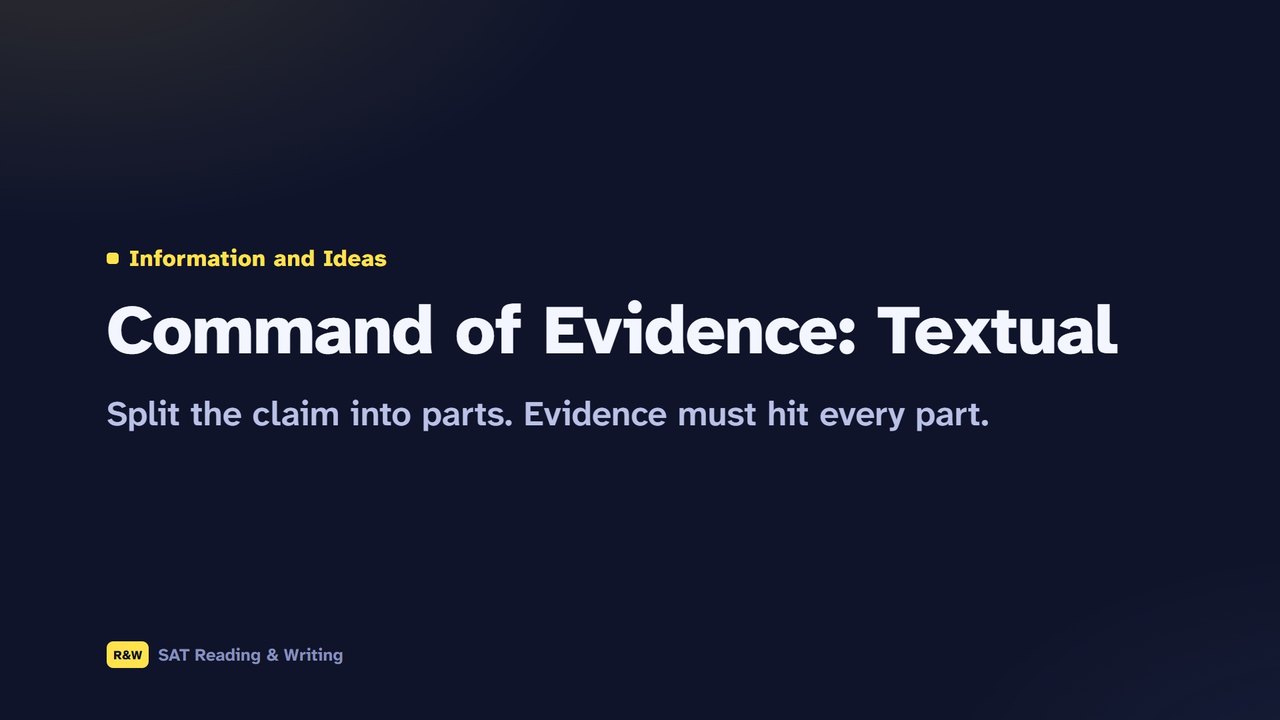 Information and Ideas
Command of Evidence: Textual
Split the claim into parts. Evidence must hit every part.
R&W SAT Reading & Writing